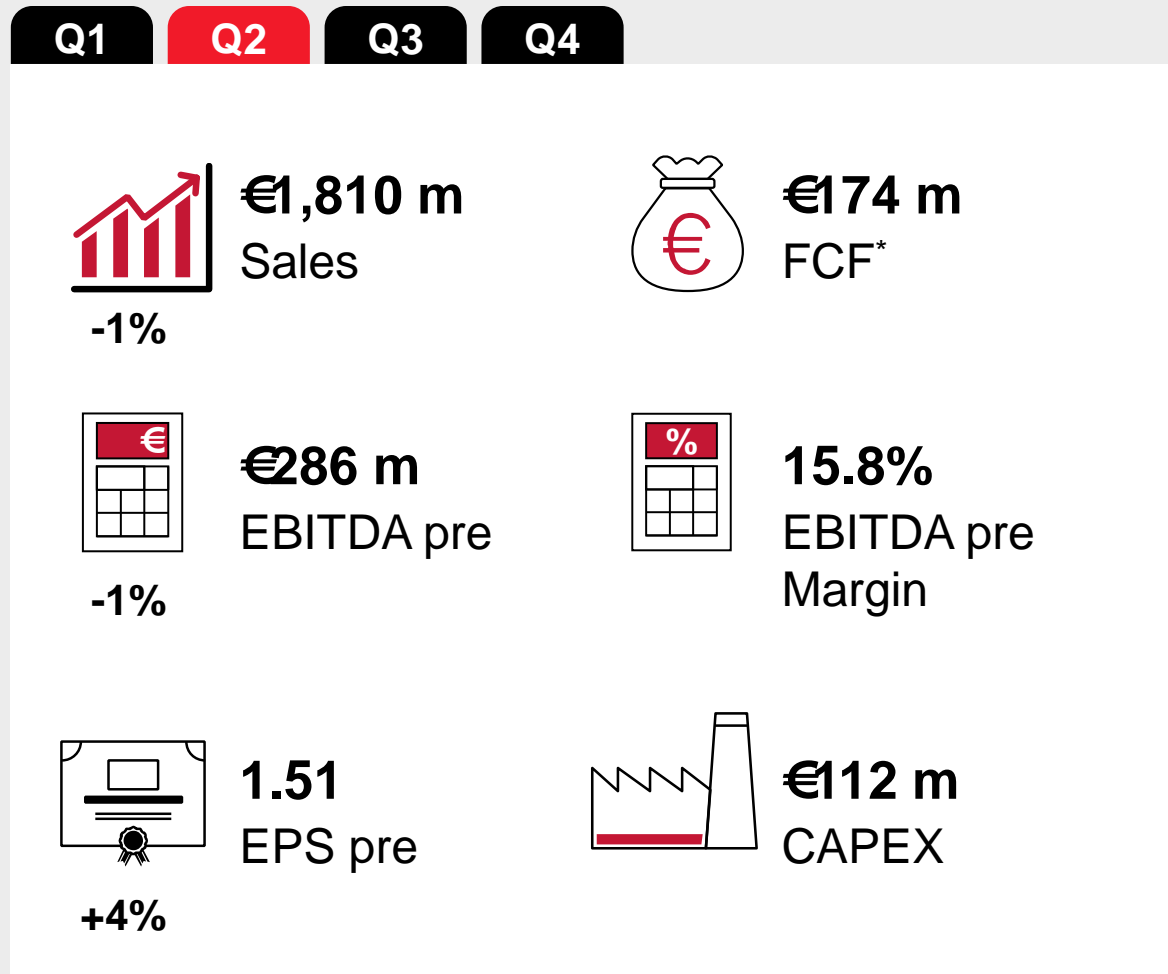 Q1 Q2 Q3 Q4
€1,810 m
Sales
-1%
€174 m
FCF*
€
€
€286 m
EBITDA pre
-1%
%
15.8%
EBITDA pre
Margin
1.51
EPS pre
+4%
€112 m
CAPEX